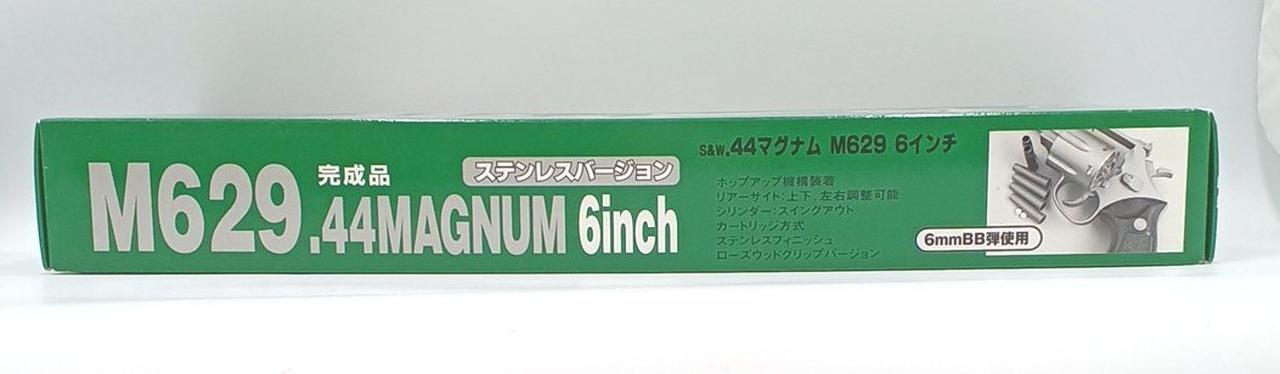 M629
完成品
ステンレスバージョン
.44MAGNUM 6inch
S&W.44マグナム M629 6インチ
ホップアップ機構装着
リアーサイト:上下、左右調整可能
シリンダー:スイングアウト
カートリッジ方式
ステンレスフィニッシュ
ローズウッドグリップバージョン
6mmBB弾使用